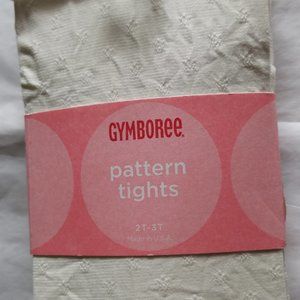 GYMBOREE
pattern
tights
2T-3T
Made in U.S.A.